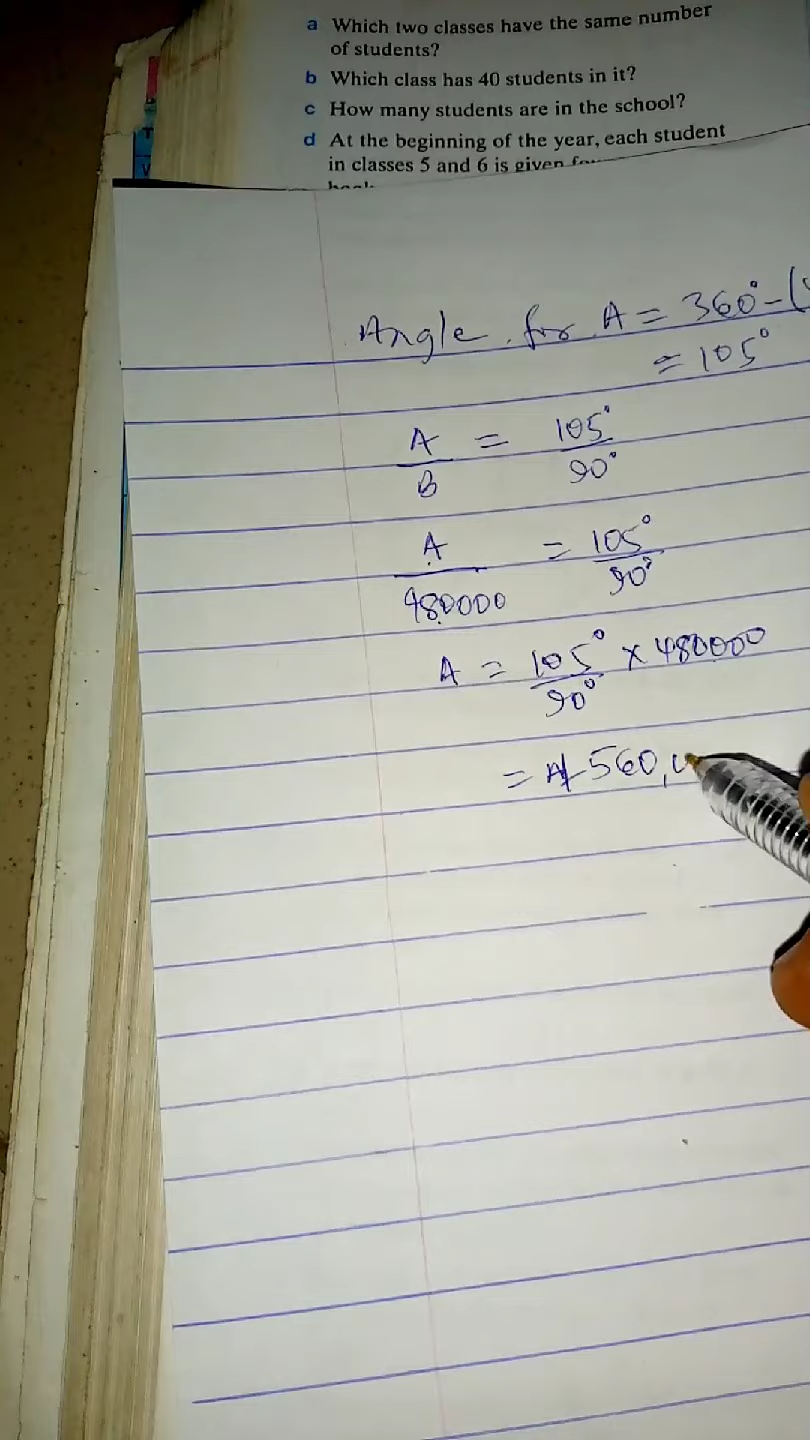 a Which two classes have the same number
of students?
b Which class has 40 students in it?
c How many students are in the school?
d At the beginning of the year, each student
in classes 5 and 6 is given
Angle for A = 360° - (
= 105°
A/B = 105°/90°
A/480000 = 105°/90°
A = 105°/90° × 480000
= ₦560,0